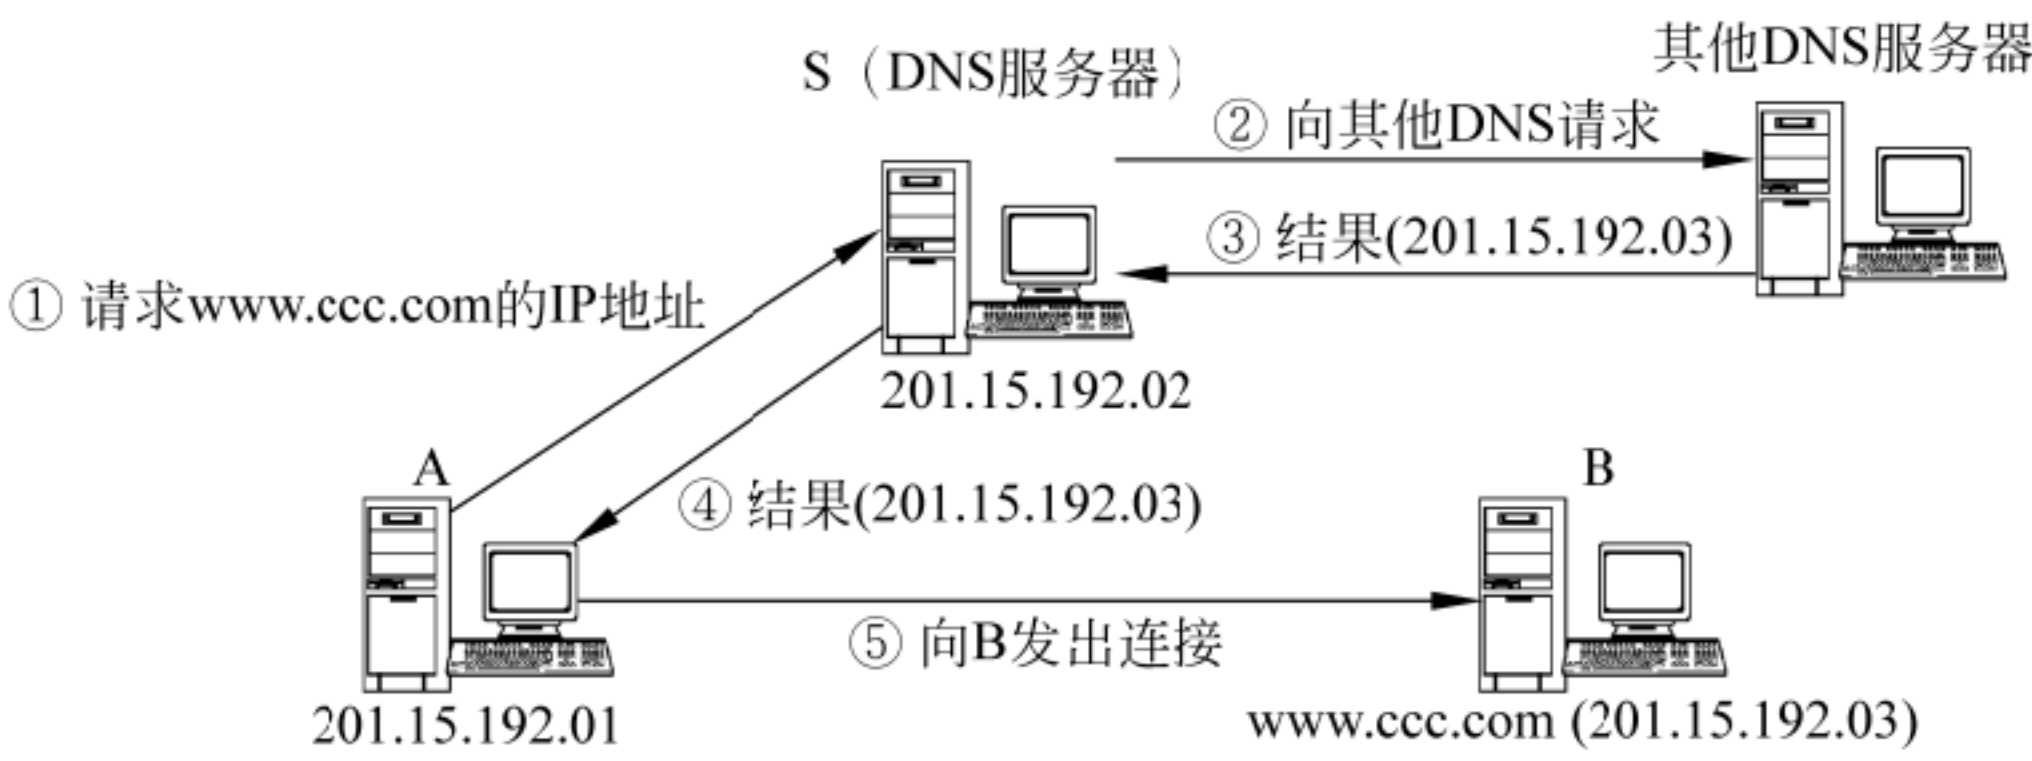 其他DNS服务器
S（DNS服务器）
② 向其他DNS请求
③ 结果(201.15.192.03)
① 请求www.ccc.com的IP地址
201.15.192.02
A
B
④ 结果(201.15.192.03)
⑤ 向B发出连接
201.15.192.01
www.ccc.com (201.15.192.03)